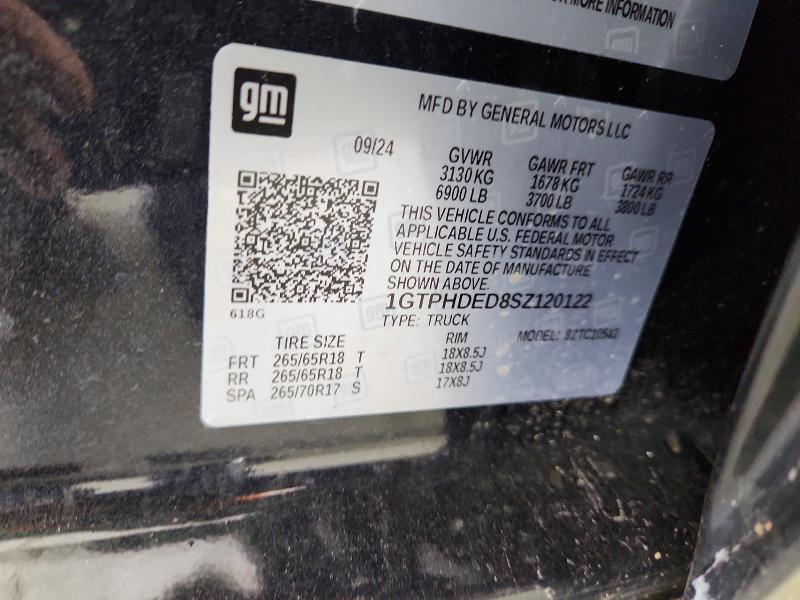 OR MORE INFORMATION
gm
MFD BY GENERAL MOTORS LLC
09/24
GVWR GAWR FRT GAWR RR
3130 KG 1678 KG 1724 KG
6900 LB 3700 LB 3800 LB
THIS VEHICLE CONFORMS TO ALL
APPLICABLE U.S. FEDERAL MOTOR
VEHICLE SAFETY STANDARDS IN EFFECT
ON THE DATE OF MANUFACTURE
SHOWN ABOVE.
1GTPHDED8SZ120122
618G
TYPE: TRUCK
MODEL:
TIRE SIZE RIM
FRT 265/65R18 T 18X8.5J
RR 265/65R18 T 18X8.5J
SPA 265/70R17 S 17X8J